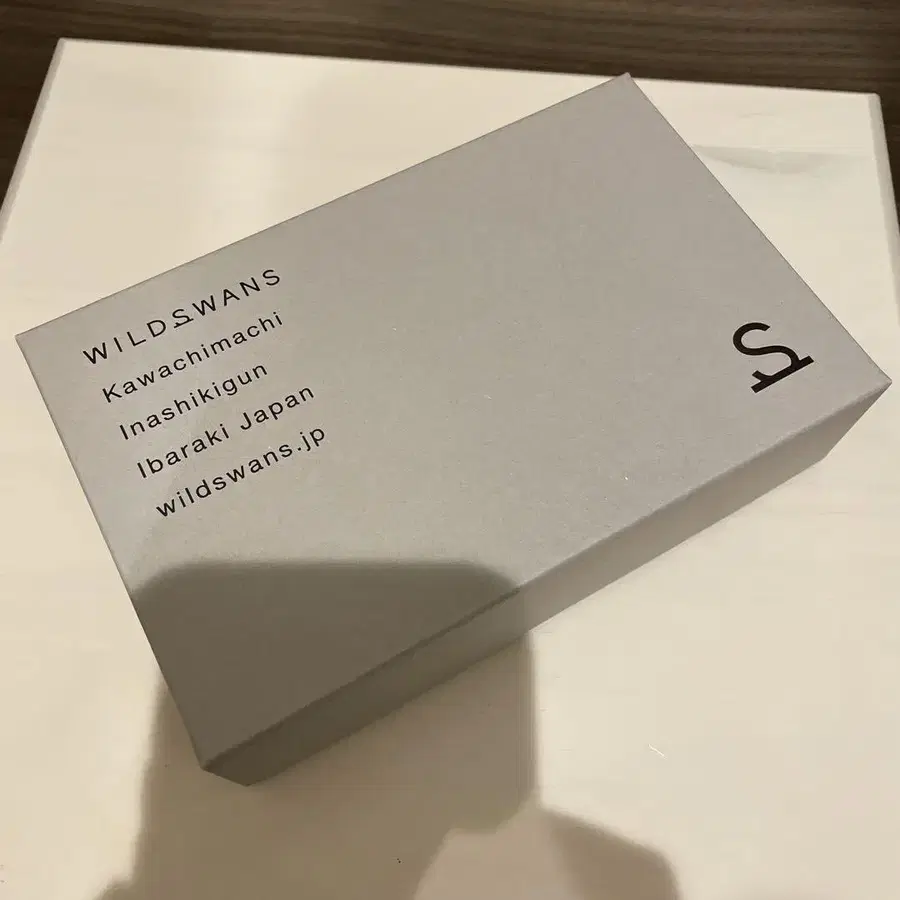 WILDSWANS
Kawachimachi
Inashikigun
Ibaraki Japan
wildswans.jp
S